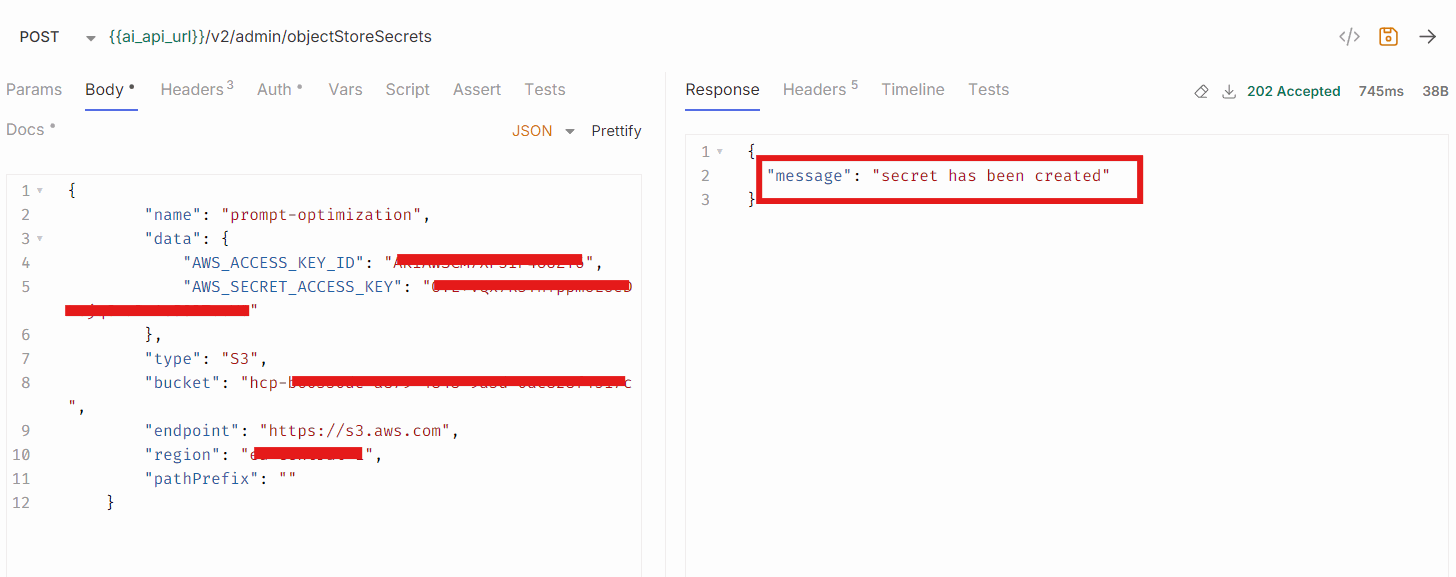 POST {{ai_api_url}}/v2/admin/objectStoreSecrets </>
Params Body Headers 3 Auth Vars Script Assert Tests
Docs
JSON Prettify
1 {
2 "name": "prompt-optimization",
3 "data": {
4 "AWS_ACCESS_KEY_ID": "",
5 "AWS_SECRET_ACCESS_KEY": "
"
6 },
7 "type": "S3",
8 "bucket": "hcp-
",
9 "endpoint": "https://s3.aws.com",
10 "region": "",
11 "pathPrefix": ""
12 }
Response Headers 5 Timeline Tests 202 Accepted 745ms 38B
1 {
2 "message": "secret has been created"
3 }